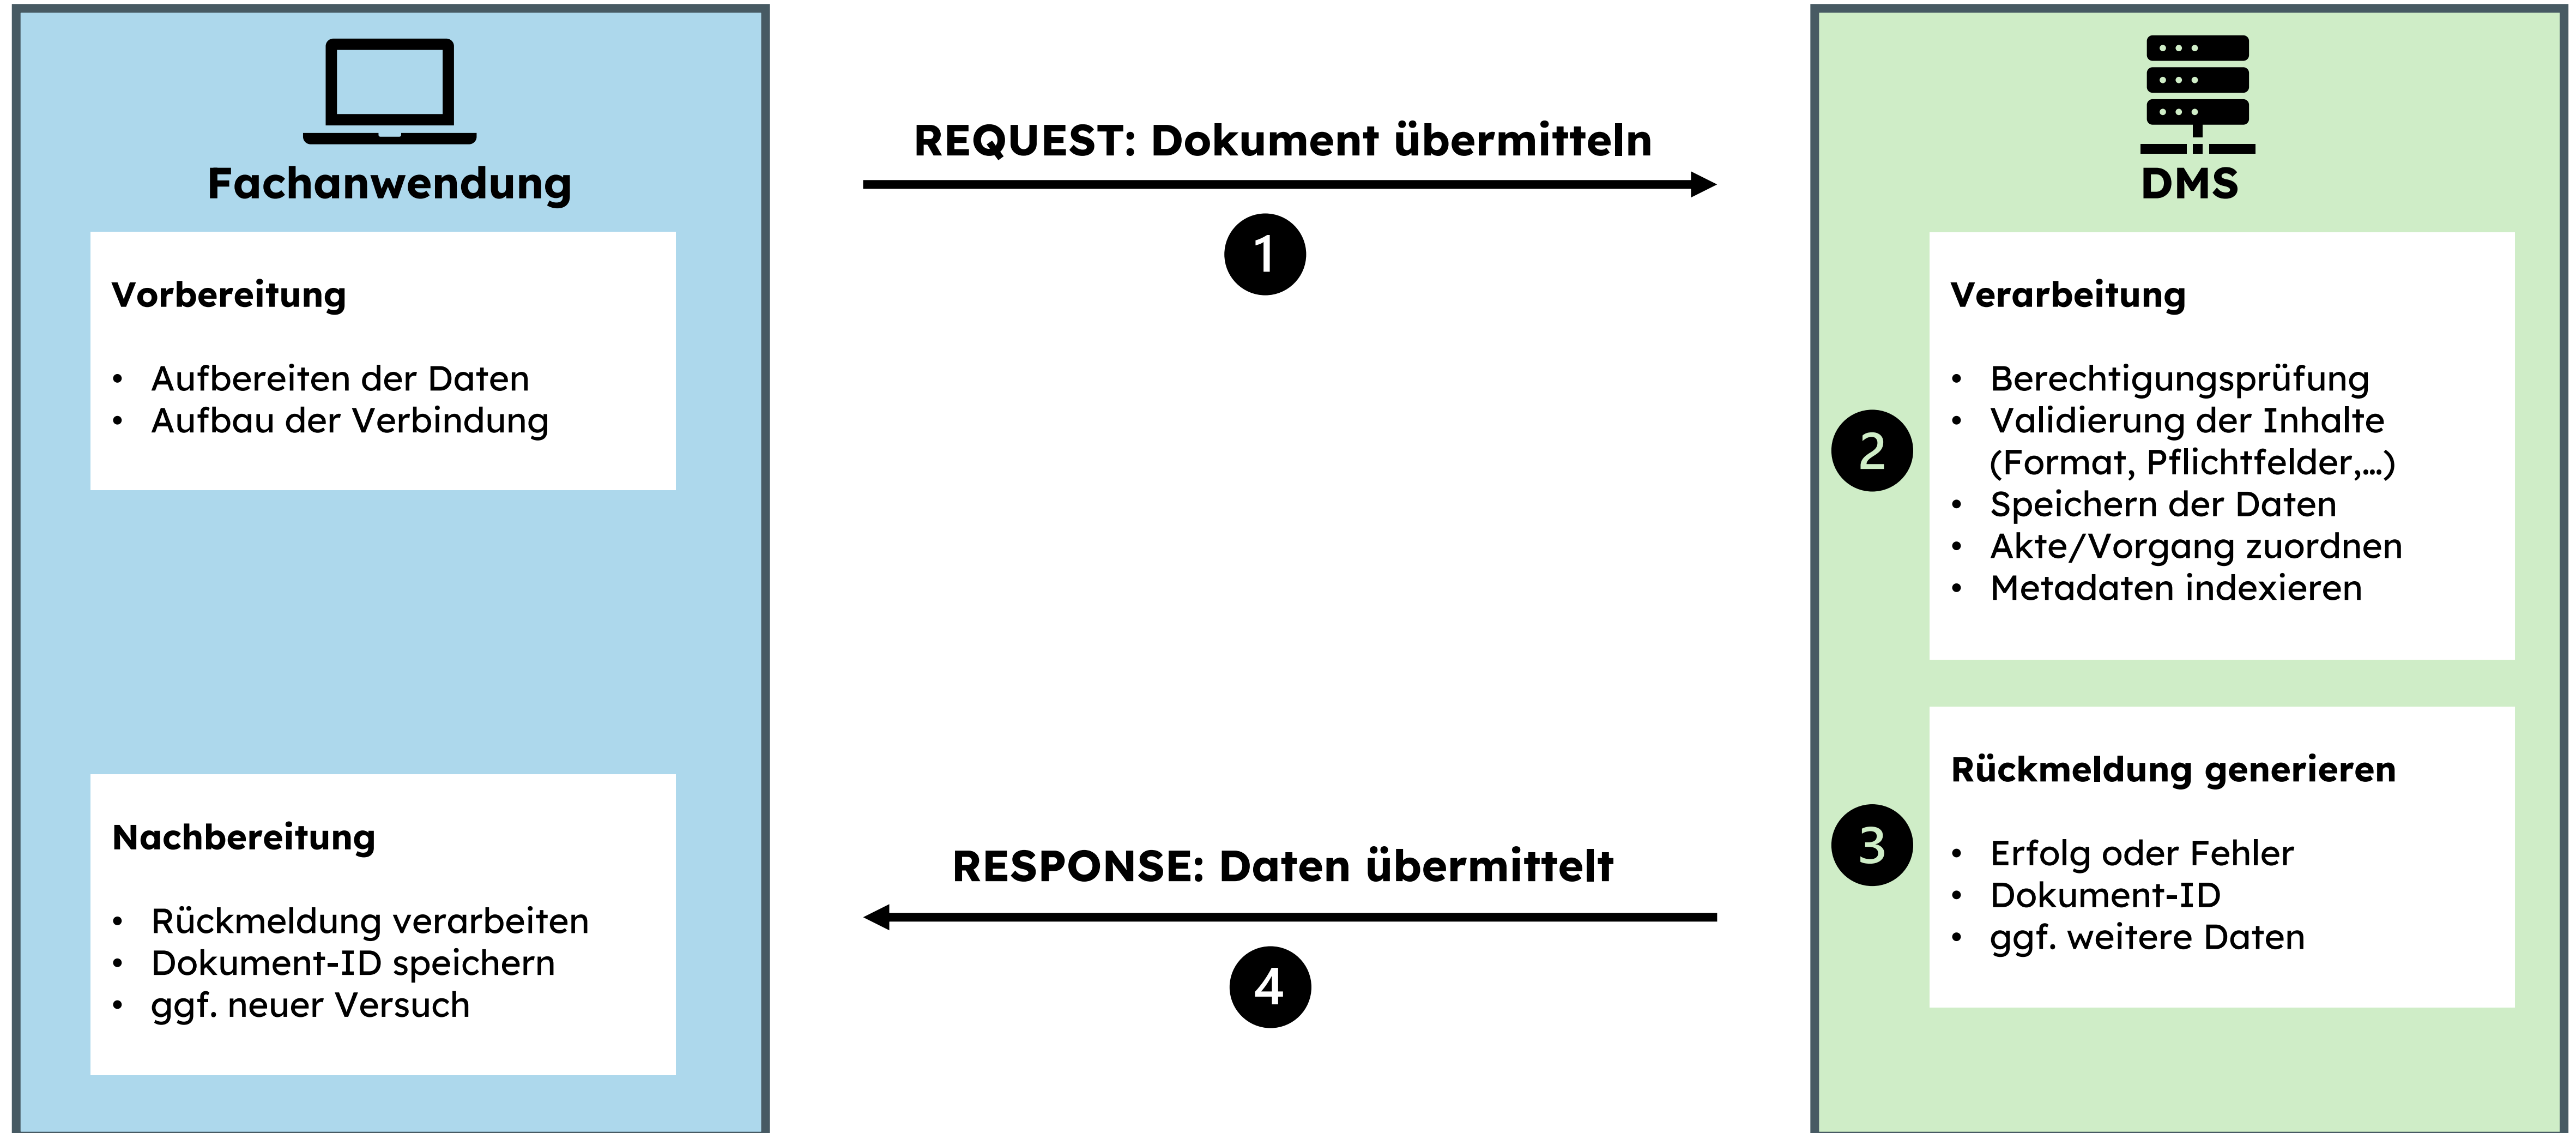 Fachanwendung
Vorbereitung
• Aufbereiten der Daten
• Aufbau der Verbindung
Nachbereitung
• Rückmeldung verarbeiten
• Dokument-ID speichern
• ggf. neuer Versuch
REQUEST: Dokument übermitteln
1
RESPONSE: Daten übermittelt
4
DMS
2
Verarbeitung
• Berechtigungsprüfung
• Validierung der Inhalte
(Format, Pflichtfelder,...)
• Speichern der Daten
• Akte/Vorgang zuordnen
• Metadaten indexieren
3
Rückmeldung generieren
• Erfolg oder Fehler
• Dokument-ID
• ggf. weitere Daten